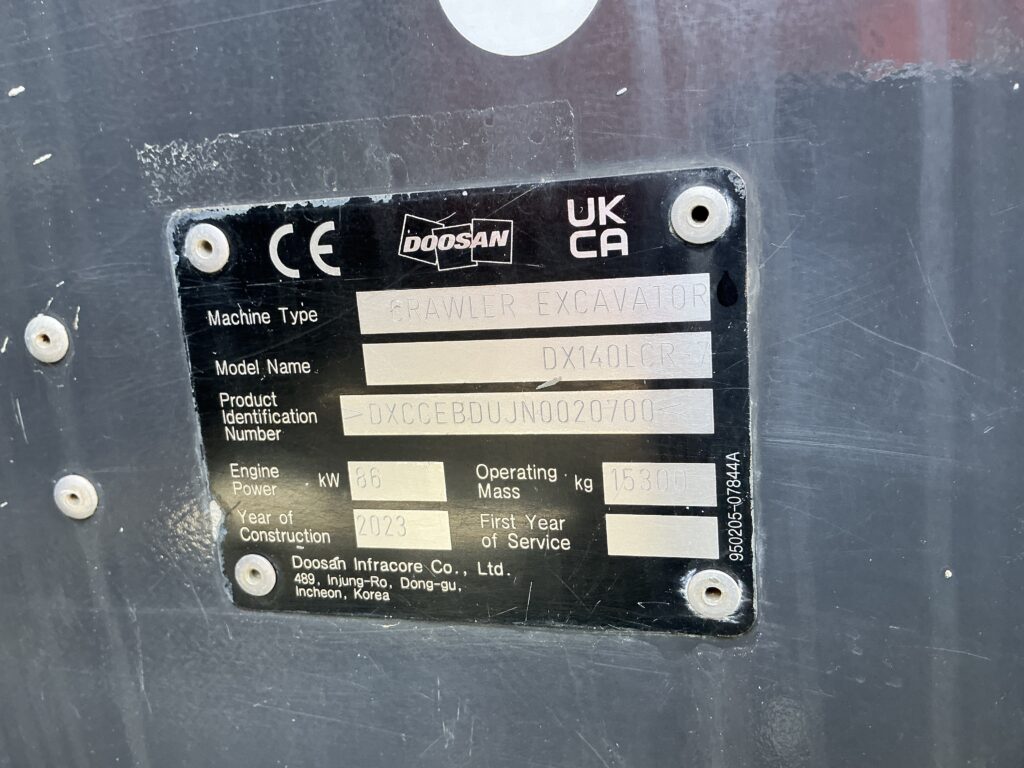 CE DOOSAN UK
CA
Machine Type CRAWLER EXCAVATOR
Model Name DX140LCR-7
Product
Identification
Number >DXCCEBDUJN0020700<
Engine
Power kW 86
Operating
Mass kg 15300
Year of
Construction 2023
First Year
of Service
Doosan Infracore Co., Ltd.
489, Injung-Ro, Dong-gu,
Incheon, Korea
950205-07844A